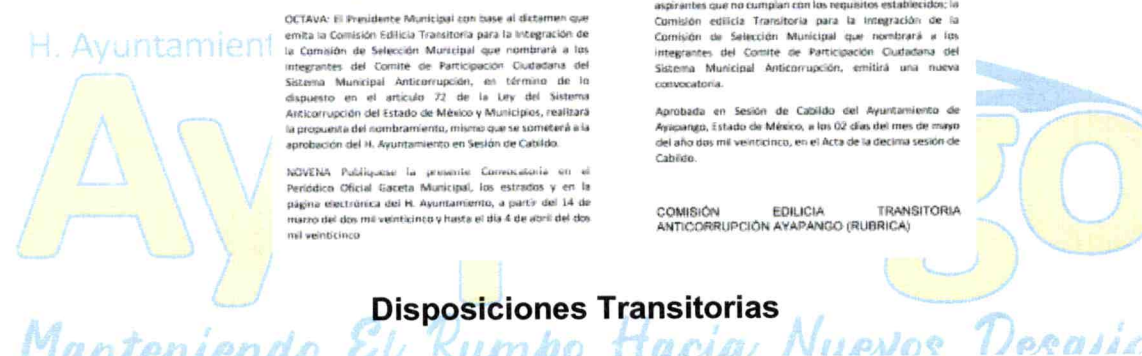 H. Ayuntamient
OCTAVA: El Presidente Municipal con base al dictamen que
emita la Comisión Edilicia Transitoria para la Integración de
la Comisión de Selección Municipal que nombrará a los
integrantes del Comité de Participación Ciudadana del
Sistema Municipal Anticorrupción, en término de lo
dispuesto en el artículo 72 de la Ley del Sistema
Anticorrupción del Estado de México y Municipios, realizará
la propuesta del nombramiento, mismo que se someterá a la
aprobación del H. Ayuntamiento en Sesión de Cabildo.
NOVENA Publíquese la presente Convocatoria en el
Periódico Oficial Gaceta Municipal, los estrados y en la
página electrónica del H. Ayuntamiento, a partir del 14 de
marzo del dos mil veinticinco y hasta el día 4 de abril del dos
mil veinticinco
aspirantes que no cumplan con los requisitos establecidos; la
Comisión edilicia Transitoria para la Integración de la
Comisión de Selección Municipal que nombrará a los
integrantes del Comité de Participación Ciudadana del
Sistema Municipal Anticorrupción, emitirá una nueva
convocatoria.
Aprobada en Sesión de Cabildo del Ayuntamiento de
Ayapango, Estado de México, a los 02 días del mes de mayo
del año dos mil veinticinco, en el Acta de la decima sesión de
Cabildo.
COMISIÓN EDILICIA TRANSITORIA
ANTICORRUPCIÓN AYAPANGO (RUBRICA)
Ay
go
Disposiciones Transitorias
Manteniendo El Rumbo Hacia Nuevos Desafío